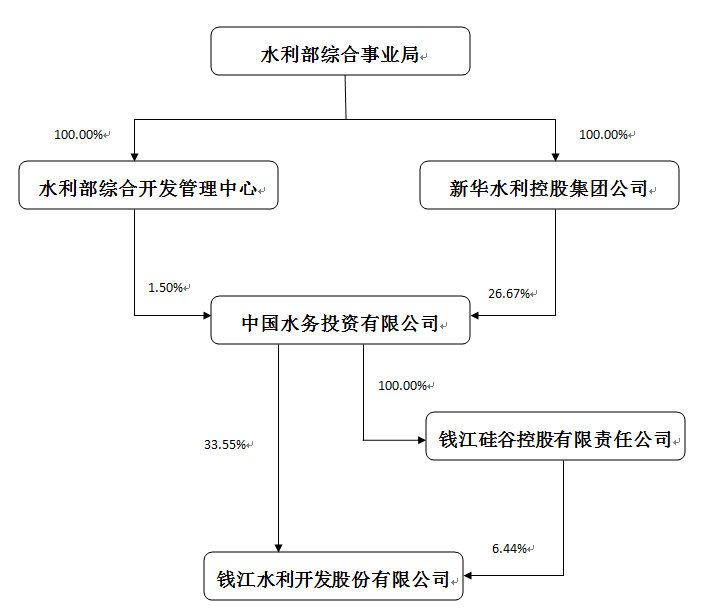 水利部综合事业局
100.00%
100.00%
水利部综合开发管理中心
新华水利控股集团公司
1.50%
26.67%
中国水务投资有限公司
100.00%
钱江硅谷控股有限责任公司
33.55%
6.44%
钱江水利开发股份有限公司